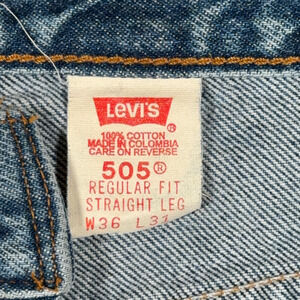 Levi's ®
100% COTTON
MADE IN COLOMBIA
CARE ON REVERSE
505®
REGULAR FIT
STRAIGHT LEG
W36 L31